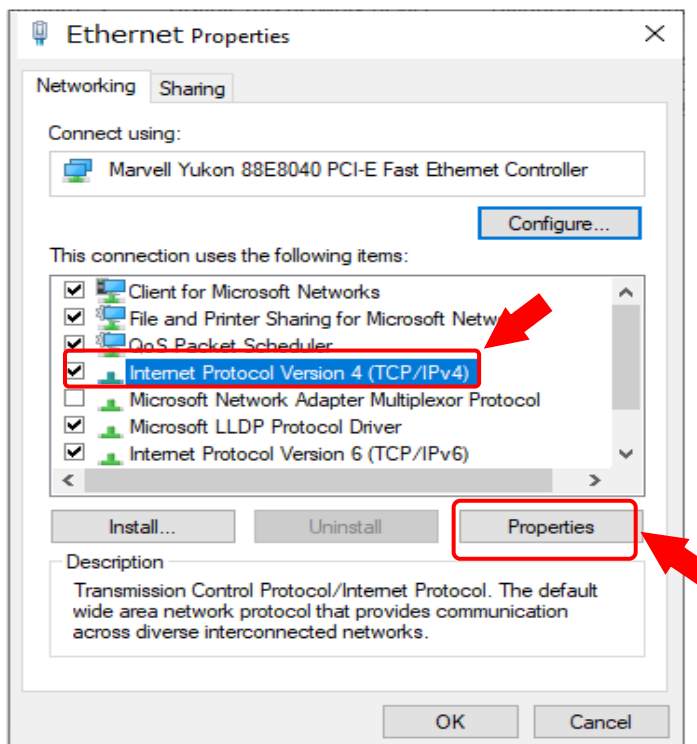 Ethernet Properties
Networking
Sharing
Connect using:
Marvell Yukon 88E8040 PCI-E Fast Ethernet Controller
Configure...
This connection uses the following items:
Client for Microsoft Networks
File and Printer Sharing for Microsoft
QoS Packet Scheduler
Internet Protocol Version 4 (TCP/IPv4)
Microsoft Network Adapter Multiplexor Protocol
Microsoft LLDP Protocol Driver
Internet Protocol Version 6 (TCP/IPv6)
Install...
Uninstall
Properties
Description
Transmission Control Protocol/Internet Protocol. The default
wide area network protocol that provides communication
across diverse interconnected networks.
OK
Cancel